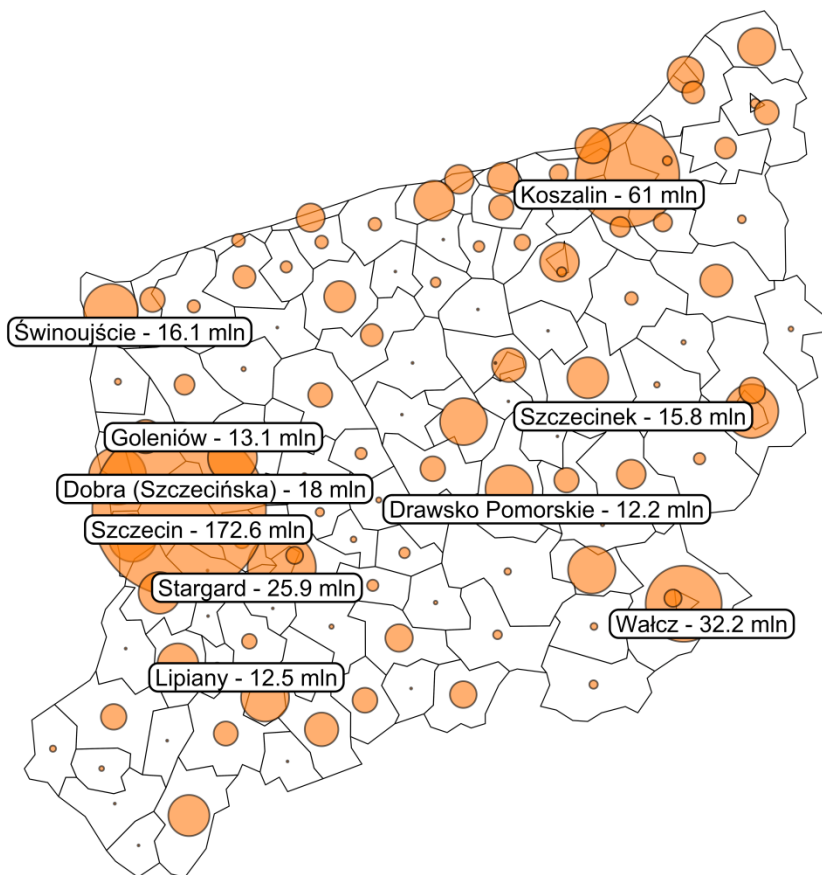 Koszalin - 61 mln
Świnoujście - 16.1 mln
Szczecinek - 15.8 mln
Goleniów - 13.1 mln
Dobra (Szczecińska) - 18 mln
Drawsko Pomorskie - 12.2 mln
Szczecin - 172.6 mln
Stargard - 25.9 mln
Wałcz - 32.2 mln
Lipiany - 12.5 mln